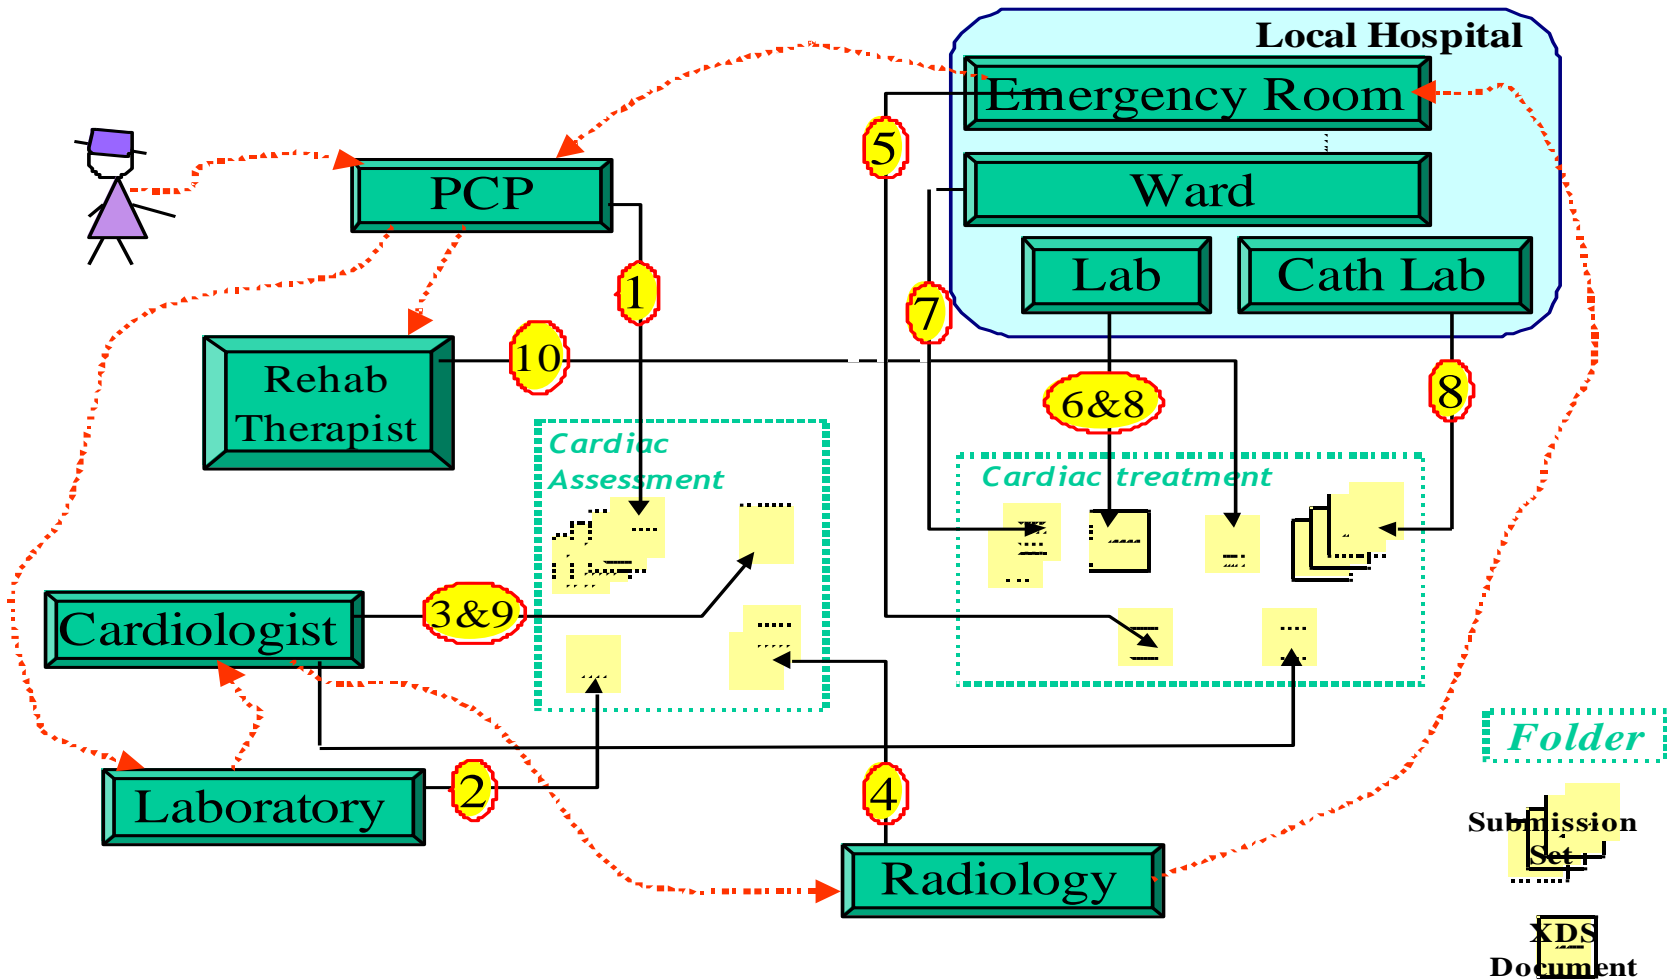 Local Hospital
Emergency Room
5
PCP
Ward
1
Lab
Cath Lab
7
10
Rehab
Therapist
6&8
8
Cardiac
Assessment
Cardiac treatment
3&9
Cardiologist
Folder
2
4
Laboratory
Submission
Set
Radiology
XDS
Document